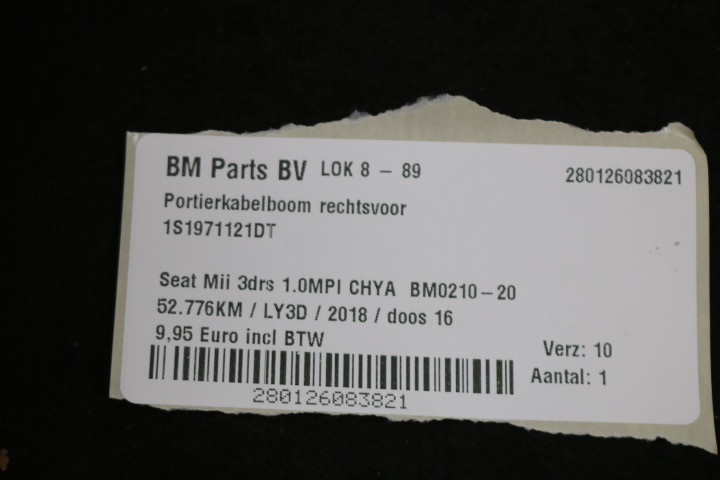 BM Parts BV LOK 8 - 89 280126083821
Portierkabelboom rechtsvoor
1S1971121DT
Seat Mii 3drs 1.0MPI CHYA BM0210-20
52.776KM / LY3D / 2018 / doos 16
9,95 Euro incl BTW
Verz: 10
Aantal: 1
280126083821